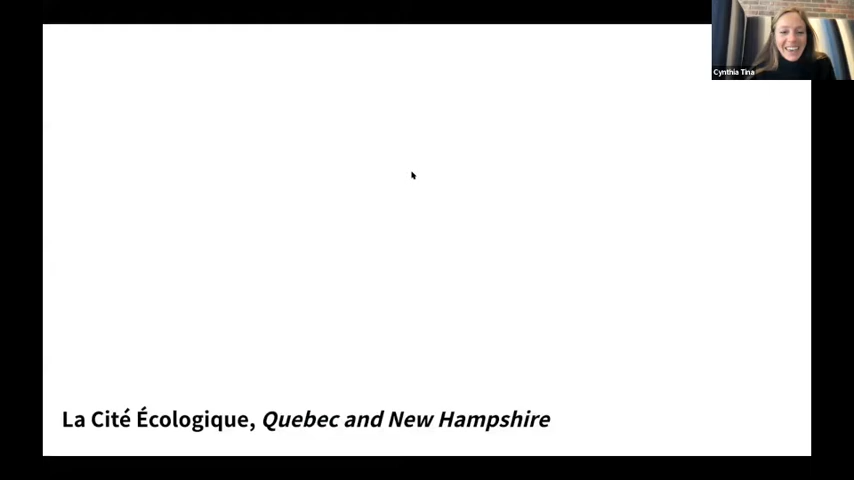 Cynthia Tina
La Cité Écologique, Quebec and New Hampshire